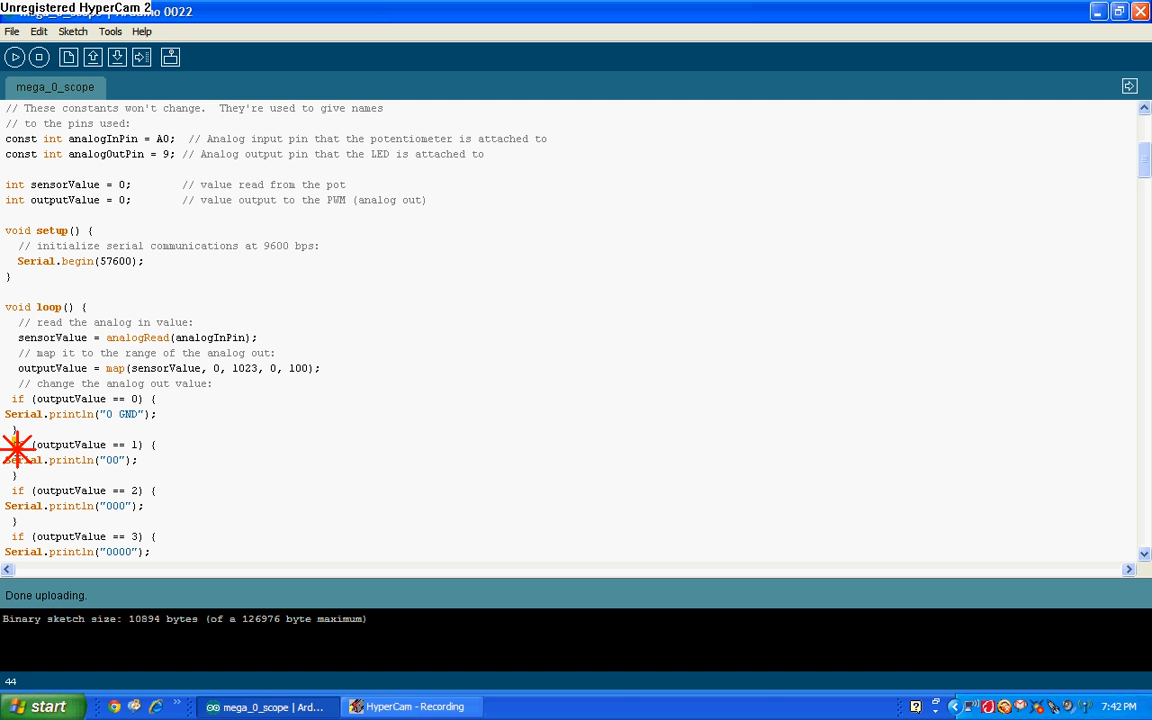 Unregistered HyperCam 2
mega_0_scope | Arduino 0022
File Edit Sketch Tools Help
mega_0_scope
// These constants won't change.  They're used to give names
// to the pins used:
const int analogInPin = A0;  // Analog input pin that the potentiometer is attached to
const int analogOutPin = 9; // Analog output pin that the LED is attached to
int sensorValue = 0;        // value read from the pot
int outputValue = 0;        // value output to the PWM (analog out)
void setup() {
// initialize serial communications at 9600 bps:
Serial.begin(57600);
}
void loop() {
// read the analog in value:
sensorValue = analogRead(analogInPin);
// map it to the range of the analog out:
outputValue = map(sensorValue, 0, 1023, 0, 100);
// change the analog out value:
if (outputValue == 0) {
Serial.println("0 GND");
}
(outputValue == 1) {
Serial.println("00");
}
if (outputValue == 2) {
Serial.println("000");
}
if (outputValue == 3) {
Serial.println("0000");
Done uploading.
Binary sketch size: 10894 bytes (of a 126976 byte maximum)
44
start
mega_0_scope | Ard...
HyperCam - Recording
7:42 PM